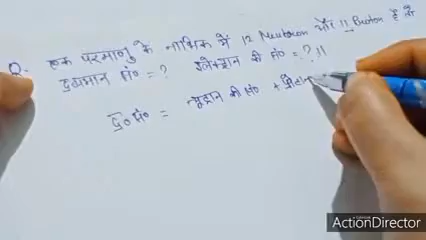 Q. एक परमाणु के नाभिक में 12 Neutron और 11 Proton है तो
द्रव्यमान सं० = ? इलेक्ट्रान की सं० = ? 11
द्र० सं० = न्यूट्रान की सं० + प्रोटान
ActionDirector